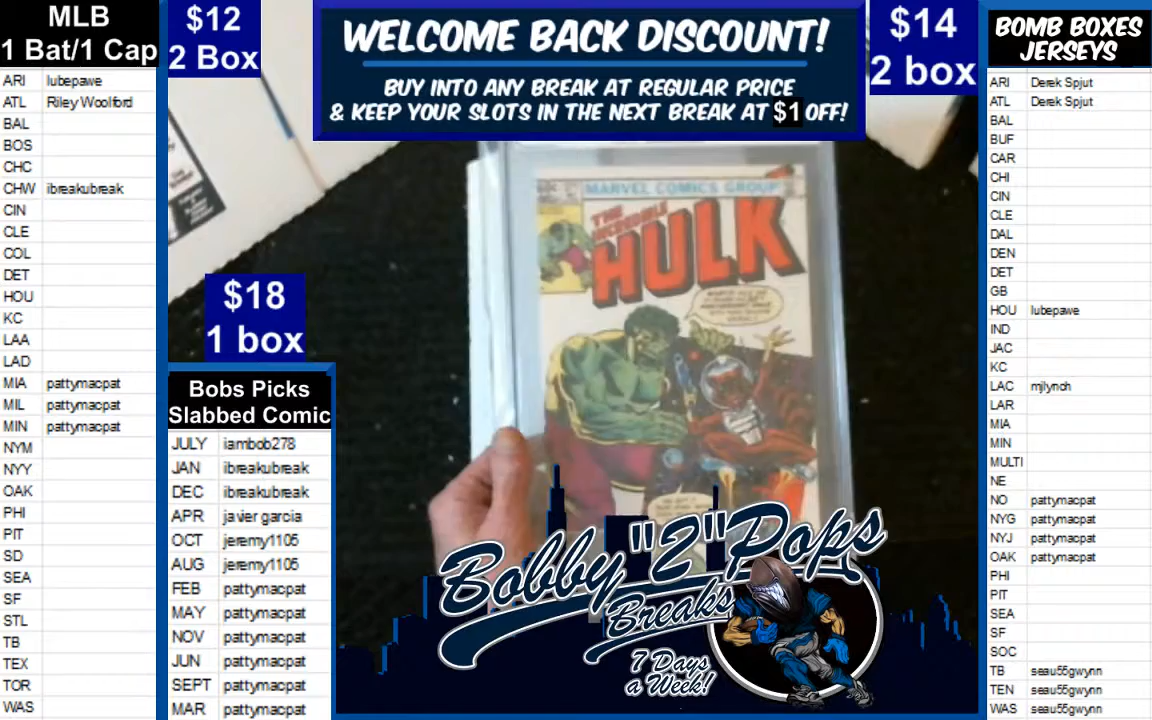 MLB
1 Bat/1 Cap
ARI lubepawe
ATL Riley Woolford
BAL
BOS
CHC
CHW ibreakubreak
CIN
CLE
COL
DET
HOU
KC
LAA
LAD
MIA pattymacpat
MIL pattymacpat
MIN pattymacpat
NYM
NYY
OAK
PHI
PIT
SD
SEA
SF
STL
TB
TEX
TOR
WAS
$12
2 Box
WELCOME BACK DISCOUNT!
BUY INTO ANY BREAK AT REGULAR PRICE
& KEEP YOUR SLOTS IN THE NEXT BREAK AT $1 OFF!
$14
2 box
MARVEL COMICS GROUP
THE
INCREDIBLE
HULK
$18
1 box
Bobs Picks
Slabbed Comic
JULY iambob278
JAN ibreakubreak
DEC ibreakubreak
APR javier garcia
OCT jeremy1105
AUG jeremy1105
FEB pattymacpat
MAY pattymacpat
NOV pattymacpat
JUN pattymacpat
SEPT pattymacpat
MAR pattymacpat
Bobby "2" Pops
Breaks
7 Days
a Week!
BOMB BOXES
JERSEYS
ARI Derek Spjut
ATL Derek Spjut
BAL
BUF
CAR
CHI
CIN
CLE
DAL
DEN
DET
GB
HOU lubepawe
IND
JAC
KC
LAC mjlynch
LAR
MIA
MIN
MULTI
NE
NO pattymacpat
NYG pattymacpat
NYJ pattymacpat
OAK pattymacpat
PHI
PIT
SEA
SF
SOC
TB seau55gwynn
TEN seau55gwynn
WAS seau55gwynn